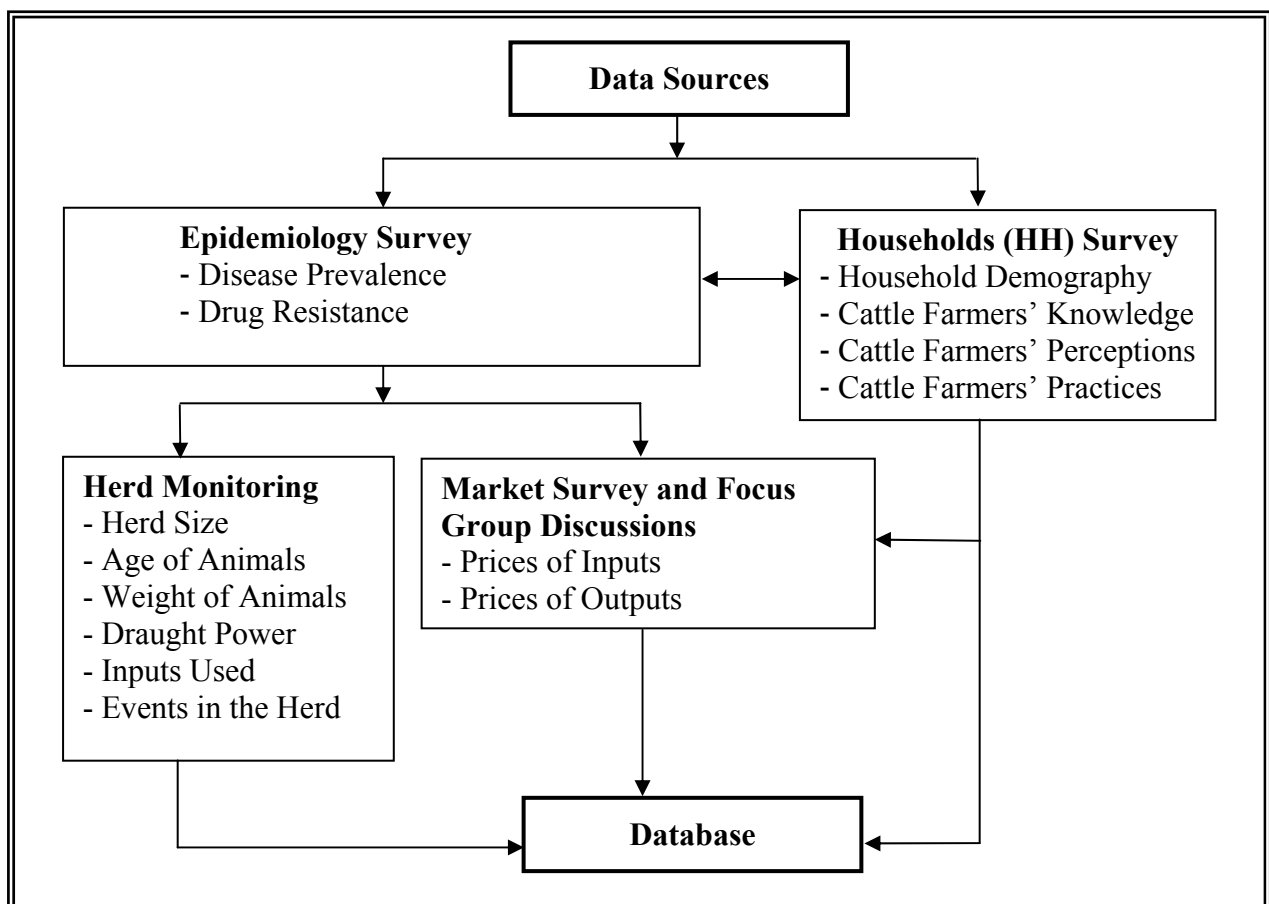 Data Sources
Epidemiology Survey
- Disease Prevalence
- Drug Resistance
Households (HH) Survey
- Household Demography
- Cattle Farmers’ Knowledge
- Cattle Farmers’ Perceptions
- Cattle Farmers’ Practices
Herd Monitoring
- Herd Size
- Age of Animals
- Weight of Animals
- Draught Power
- Inputs Used
- Events in the Herd
Market Survey and Focus
Group Discussions
- Prices of Inputs
- Prices of Outputs
Database